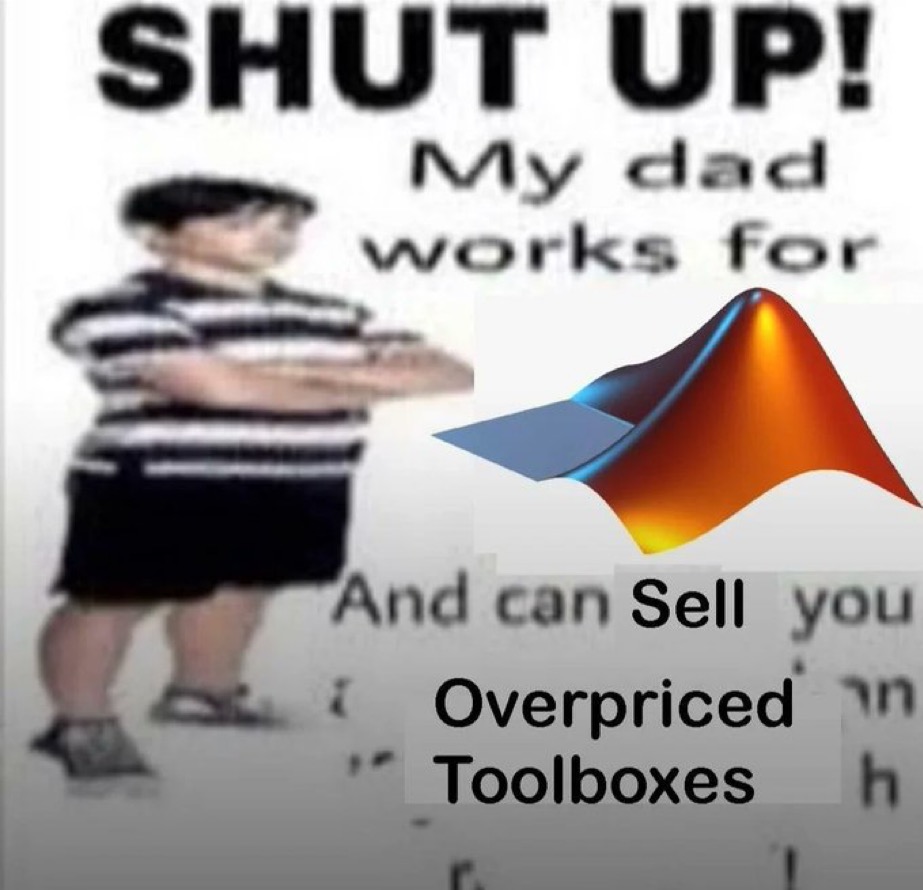 SHUT UP!
My dad
works for
And can Sell you
Overpriced
Toolboxes